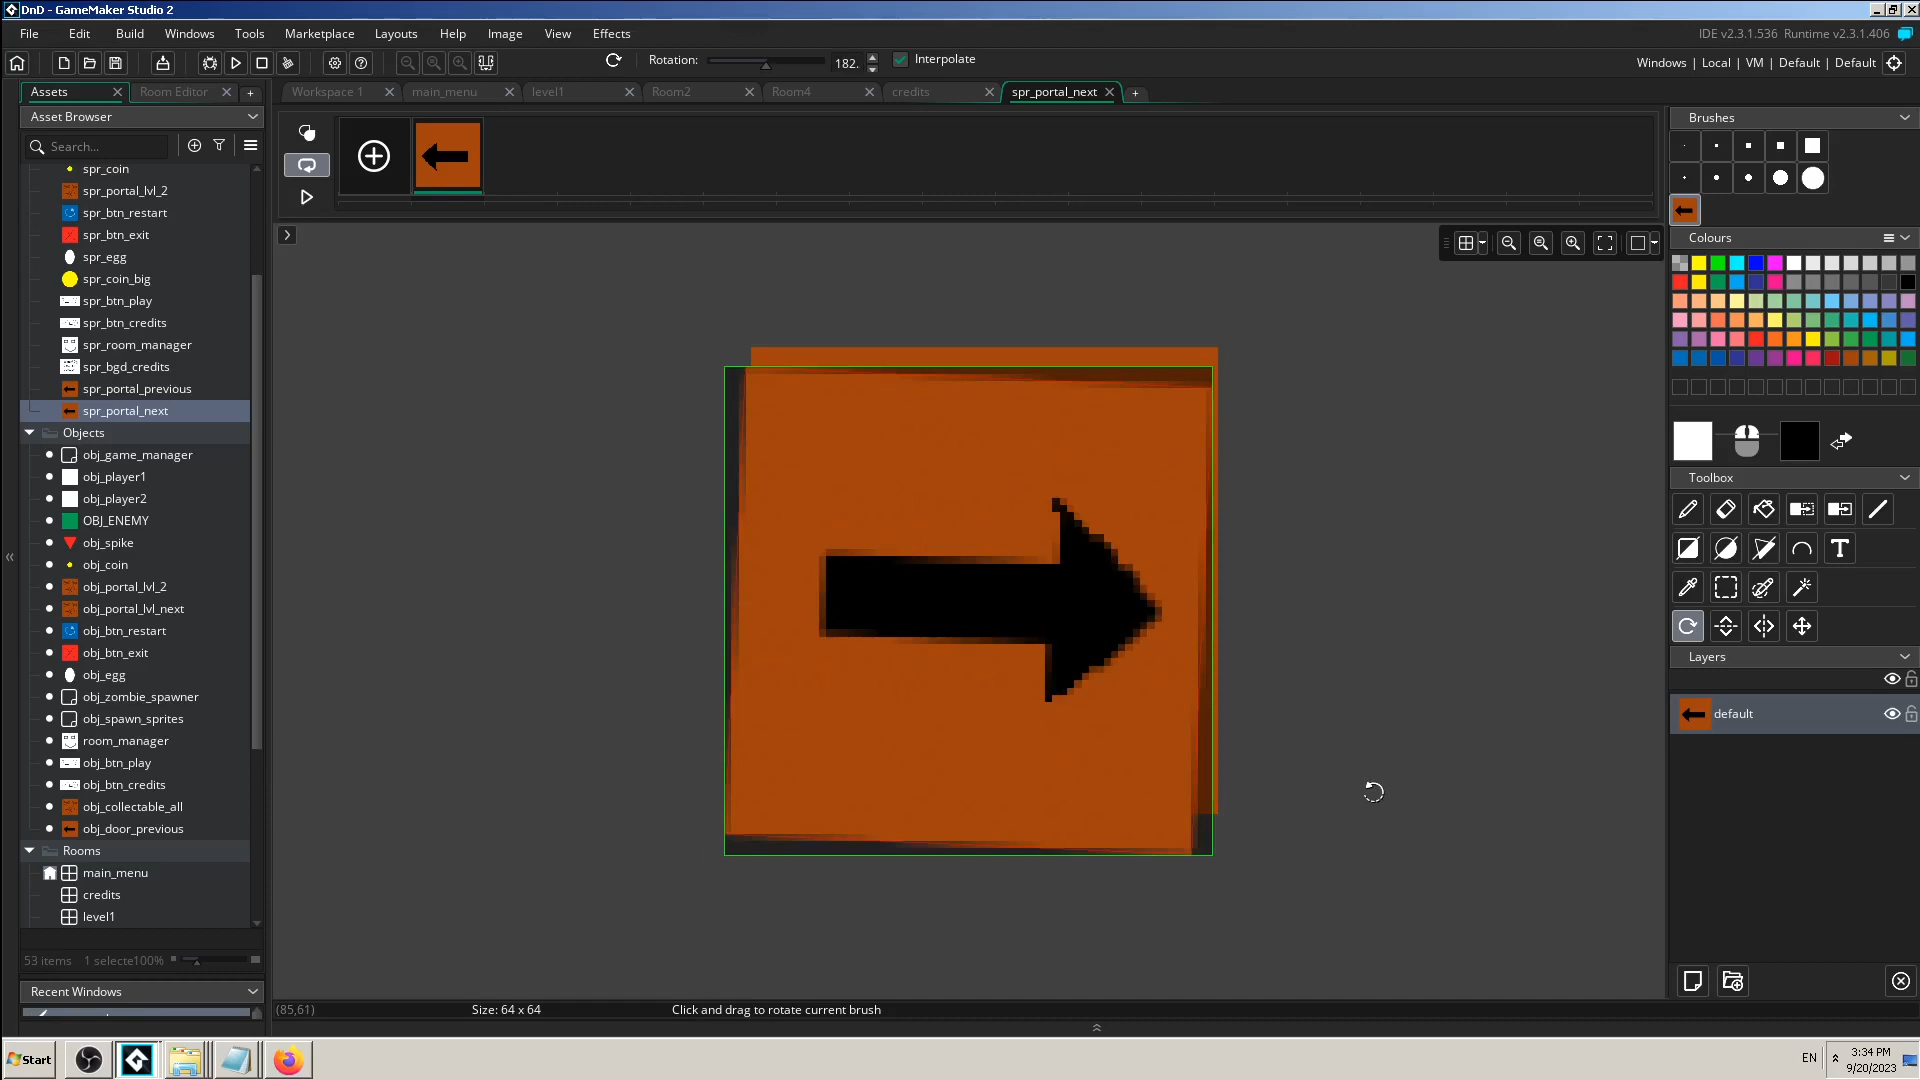 DnD - GameMaker Studio 2
File Edit Build Windows Tools Marketplace Layouts Help Image View Effects
IDE v2.3.1.536 Runtime v2.3.1.406
Rotation: 182. Interpolate
Windows | Local | VM | Default | Default
Assets Room Editor
Workspace 1 main_menu level1 Room2 Room4 credits spr_portal_next
Asset Browser
Search...
spr_coin
spr_portal_lvl_2
spr_btn_restart
spr_btn_exit
spr_egg
spr_coin_big
spr_btn_play
spr_btn_credits
spr_room_manager
spr_bgd_credits
spr_portal_previous
spr_portal_next
Objects
obj_game_manager
obj_player1
obj_player2
OBJ_ENEMY
obj_spike
obj_coin
obj_portal_lvl_2
obj_portal_lvl_next
obj_btn_restart
obj_btn_exit
obj_egg
obj_zombie_spawner
obj_spawn_sprites
room_manager
obj_btn_play
obj_btn_credits
obj_collectable_all
obj_door_previous
Rooms
main_menu
credits
level1
53 items 1 selecte100%
Recent Windows
Brushes
Colours
Toolbox
Layers
default
(85,61) Size: 64 x 64 Click and drag to rotate current brush
Start
EN
3:34 PM
9/20/2023